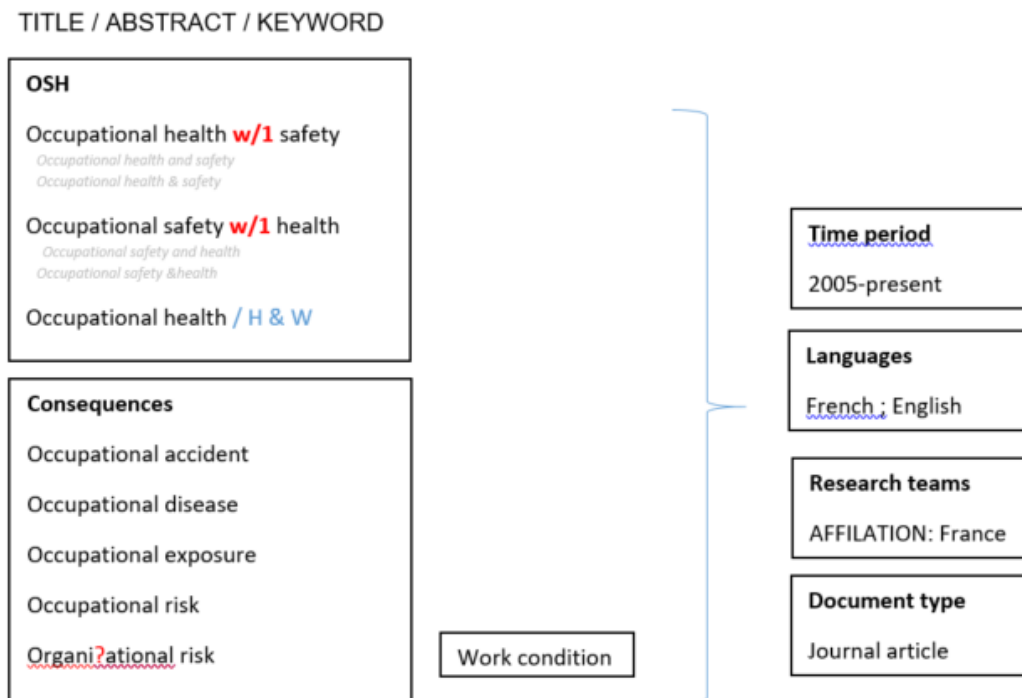 TITLE / ABSTRACT / KEYWORD
OSH
Occupational health w/1 safety
Occupational health and safety
Occupational health & safety
Occupational safety w/1 health
Occupational safety and health
Occupational safety &health
Occupational health / H & W
Consequences
Occupational accident
Occupational disease
Occupational exposure
Occupational risk
Organi?ational risk
Work condition
Time period
2005-present
Languages
French ; English
Research teams
AFFILATION: France
Document type
Journal article